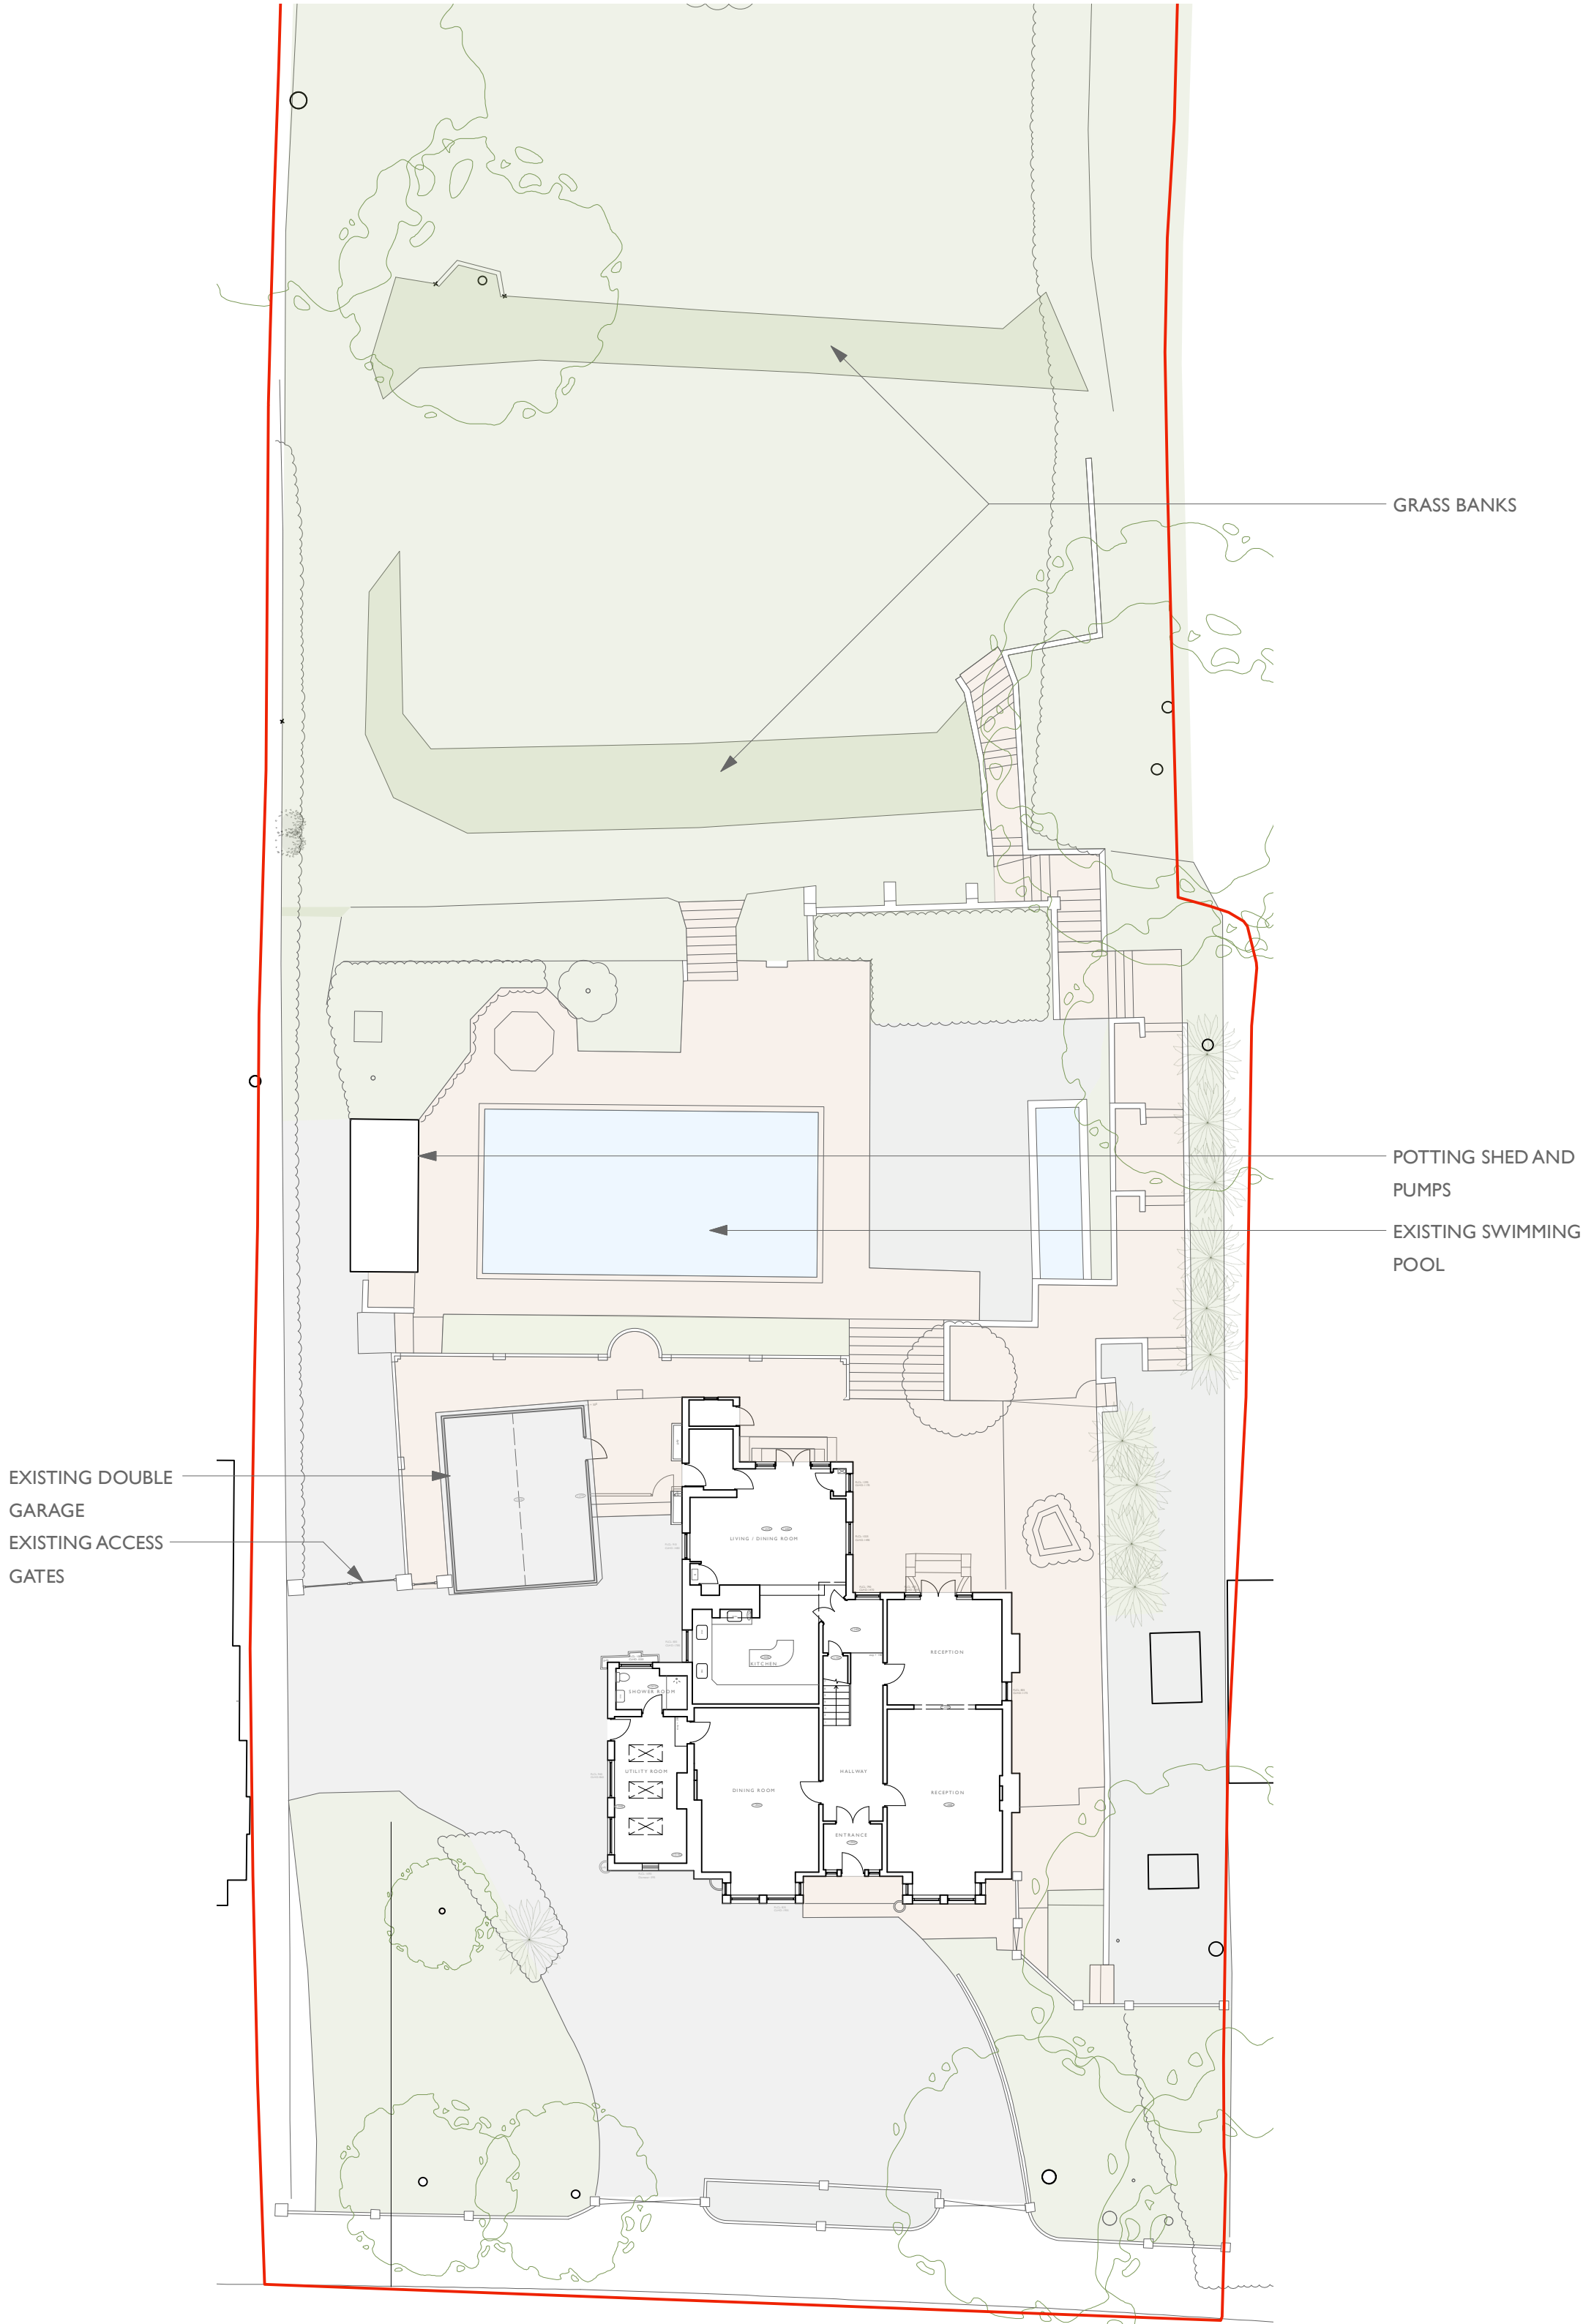 GRASS BANKS
POTTING SHED AND
PUMPS
EXISTING SWIMMING
POOL
EXISTING DOUBLE
GARAGE
EXISTING ACCESS
GATES
LIVING / DINING ROOM
RECEPTION
KITCHEN
SHOWER ROOM
UTILITY ROOM
HALLWAY
DINING ROOM
RECEPTION
ENTRANCE